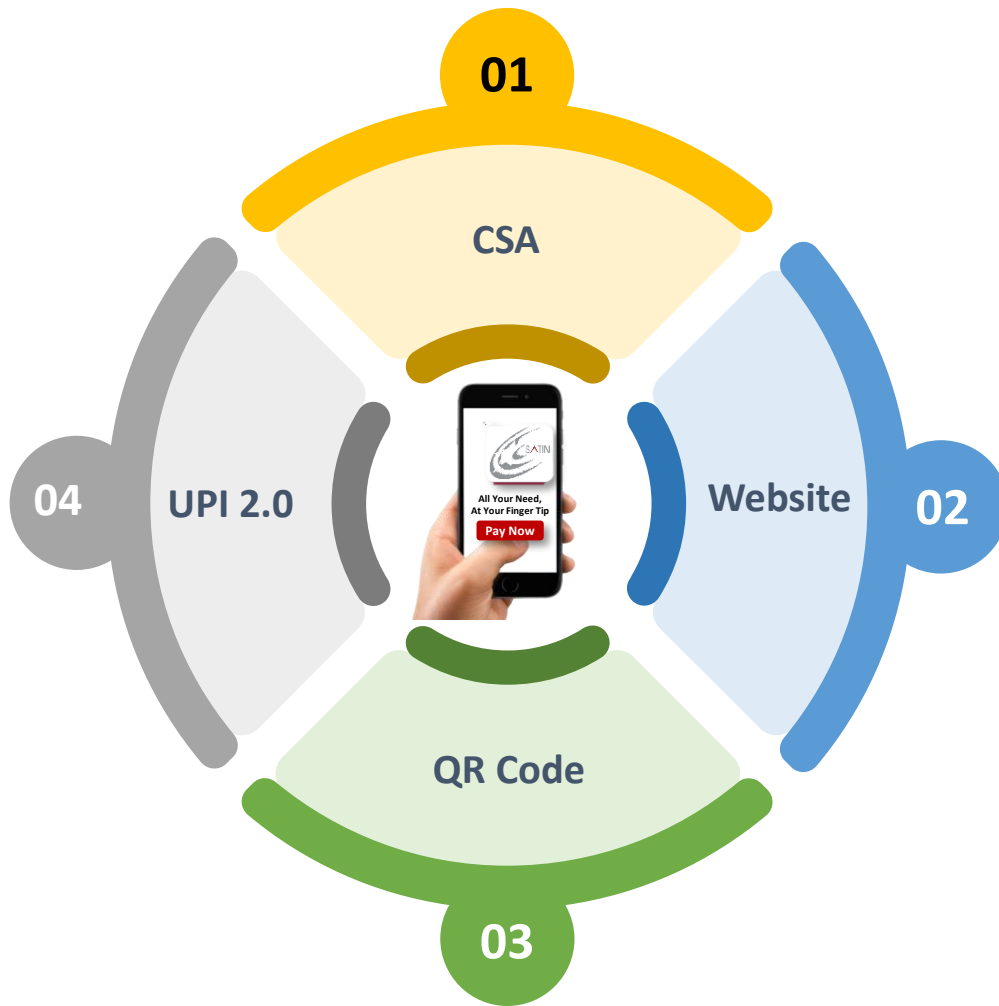 01
CSA
04
UPI 2.0
SATIN
All Your Need,
At Your Finger Tip
Pay Now
Website
02
QR Code
03